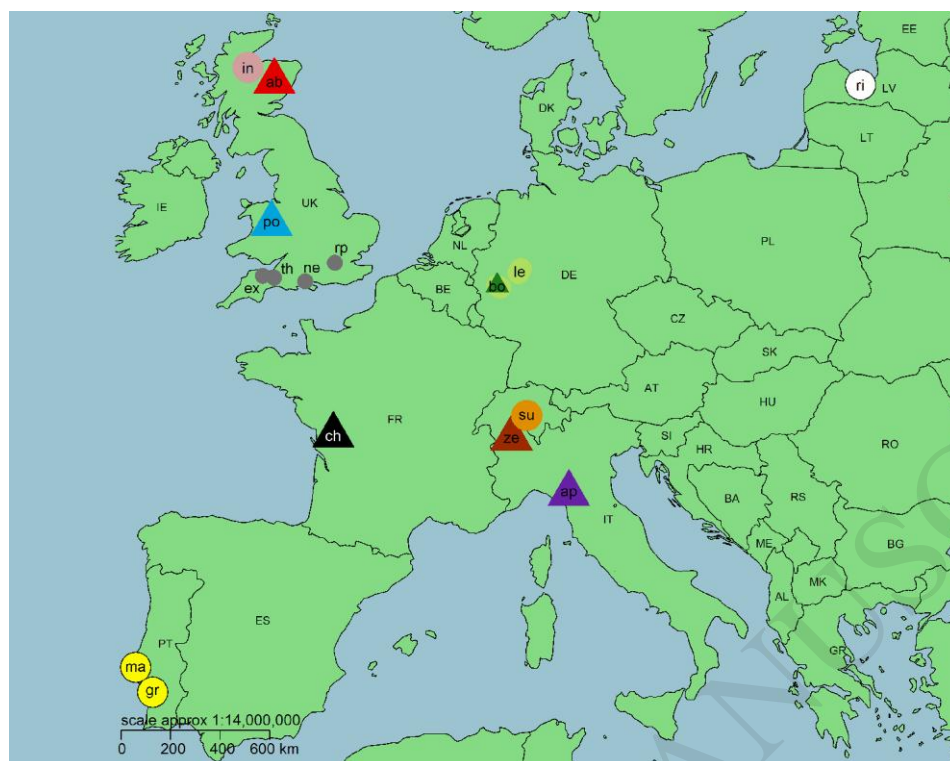 EE
in
ab
ri
LV
DK
LT
IE
UK
po
PL
NL
rp
th
ne
le
DE
ex
bo
BE
CZ
SK
AT
HU
su
FR
ch
ze
SI
HR
RO
ap
BA
RS
IT
ME
BG
MK
AL
ES
PT
GR
ma
gr
scale approx 1:14,000,000
0 200 400 600 km
ANUSC